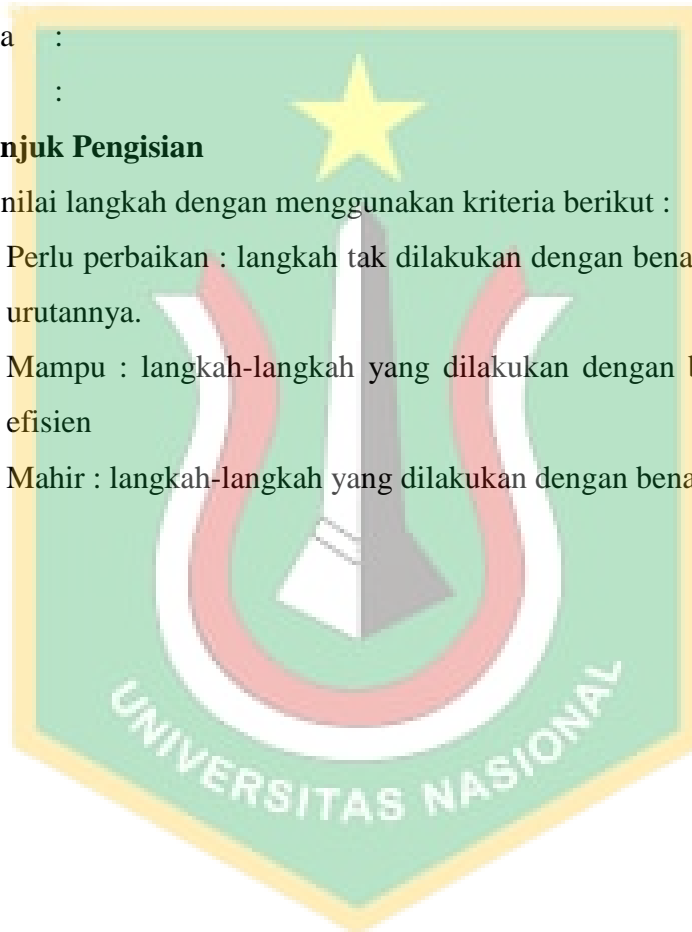 a :
:
njuk Pengisian
nilai langkah dengan menggunakan kriteria berikut :
Perlu perbaikan : langkah tak dilakukan dengan bena
urutannya.
Mampu : langkah-langkah yang dilakukan dengan b
efisien
Mahir : langkah-langkah yang dilakukan dengan bena
UNIVERSITAS NASIONAL